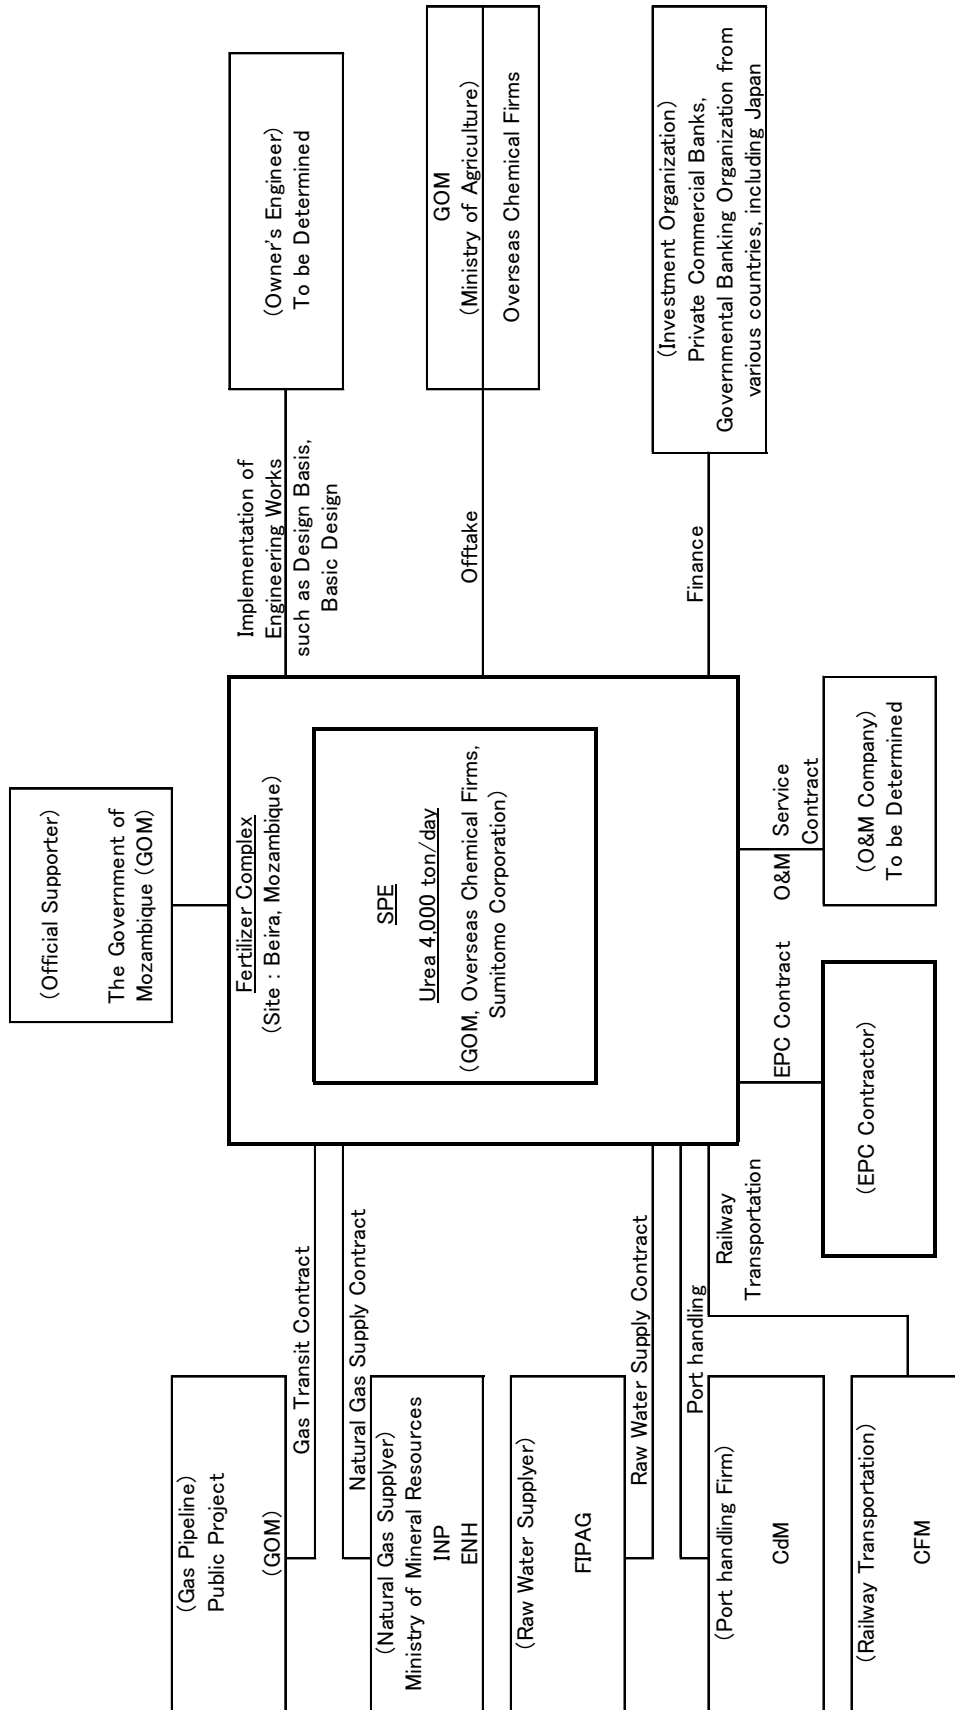 (Official Supporter)
The Government of
Mozambique (GOM)
(Gas Pipeline)
Public Project
(GOM)
Gas Transit Contract
Natural Gas Supply Contract
(Natural Gas Supplyer)
Ministry of Mineral Resources
INP
ENH
(Raw Water Supplyer)
FIPAG
Raw Water Supply Contract
Port handling
(Port handling Firm)
CdM
Railway
Transportation
(Railway Transportation)
CFM
Fertilizer Complex
(Site : Beira, Mozambique)
SPE
Urea 4,000 ton/day
(GOM, Overseas Chemical Firms,
Sumitomo Corporation)
EPC Contract
(EPC Contractor)
O&M Service
Contract
(O&M Company)
To be Determined
Implementation of
Engineering Works
such as Design Basis,
Basic Design
(Owner's Engineer)
To be Determined
Offtake
GOM
(Ministry of Agriculture)
Overseas Chemical Firms
Finance
(Investment Organization)
Private Commercial Banks,
Governmental Banking Organization from
various countries, including Japan